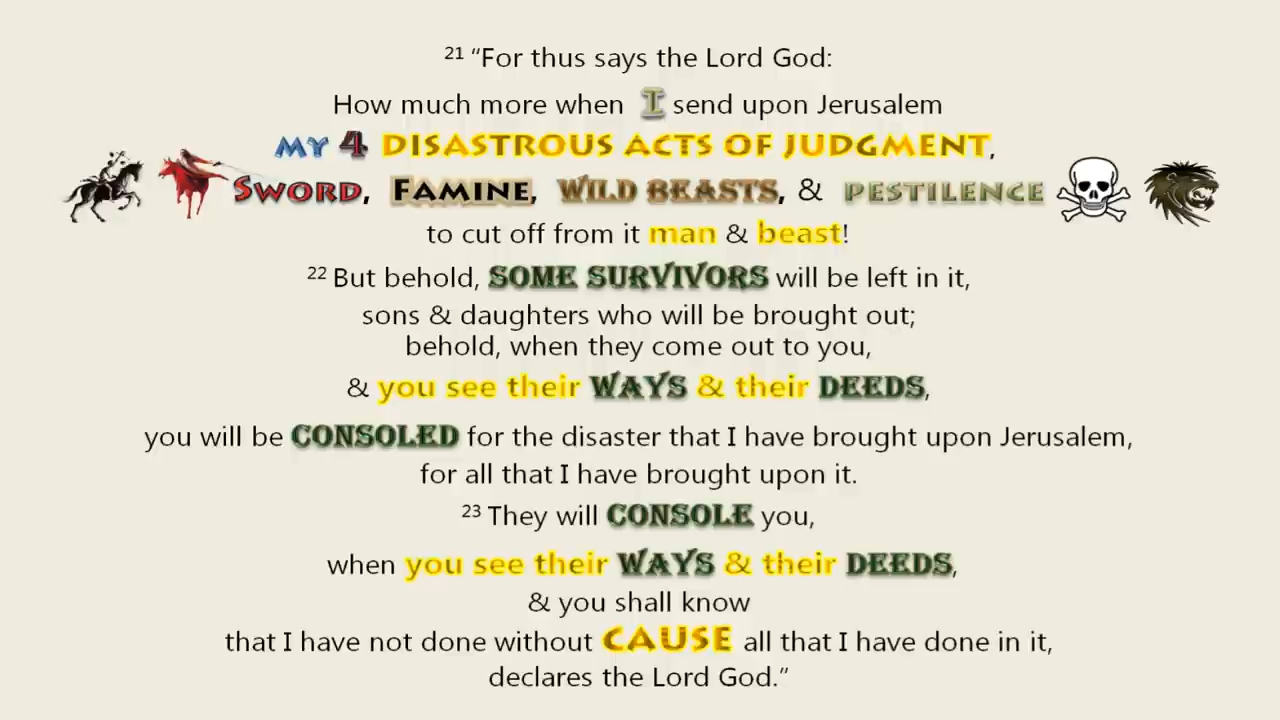 21 “For thus says the Lord God:
How much more when I send upon Jerusalem
MY 4 DISASTROUS ACTS OF JUDGMENT,
SWORD, FAMINE, WILD BEASTS, & PESTILENCE
to cut off from it man & beast!
22 But behold, SOME SURVIVORS will be left in it,
sons & daughters who will be brought out;
behold, when they come out to you,
& you see their WAYS & their DEEDS,
you will be CONSOLED for the disaster that I have brought upon Jerusalem,
for all that I have brought upon it.
23 They will CONSOLE you,
when you see their WAYS & their DEEDS,
& you shall know
that I have not done without CAUSE all that I have done in it,
declares the Lord God.”